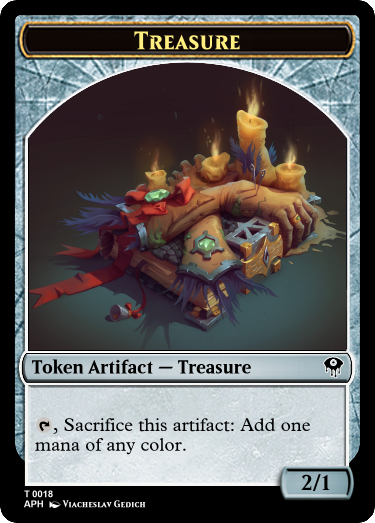 Treasure
Token Artifact — Treasure
, Sacrifice this artifact: Add one
mana of any color.
2/1
T 0018
APH Viacheslav Gedich